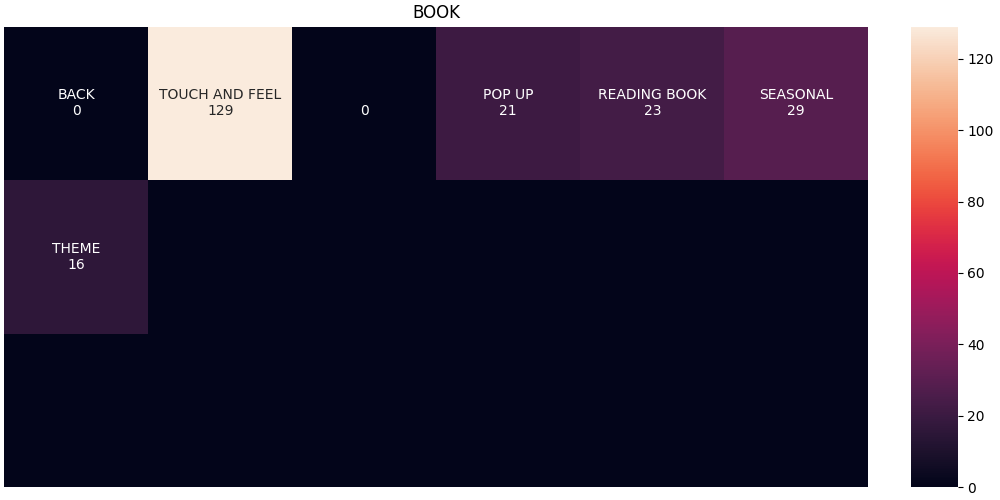 BOOK
BACK
0
TOUCH AND FEEL
129
0
POP UP
21
READING BOOK
23
SEASONAL
29
THEME
16
120
100
80
60
40
20
0